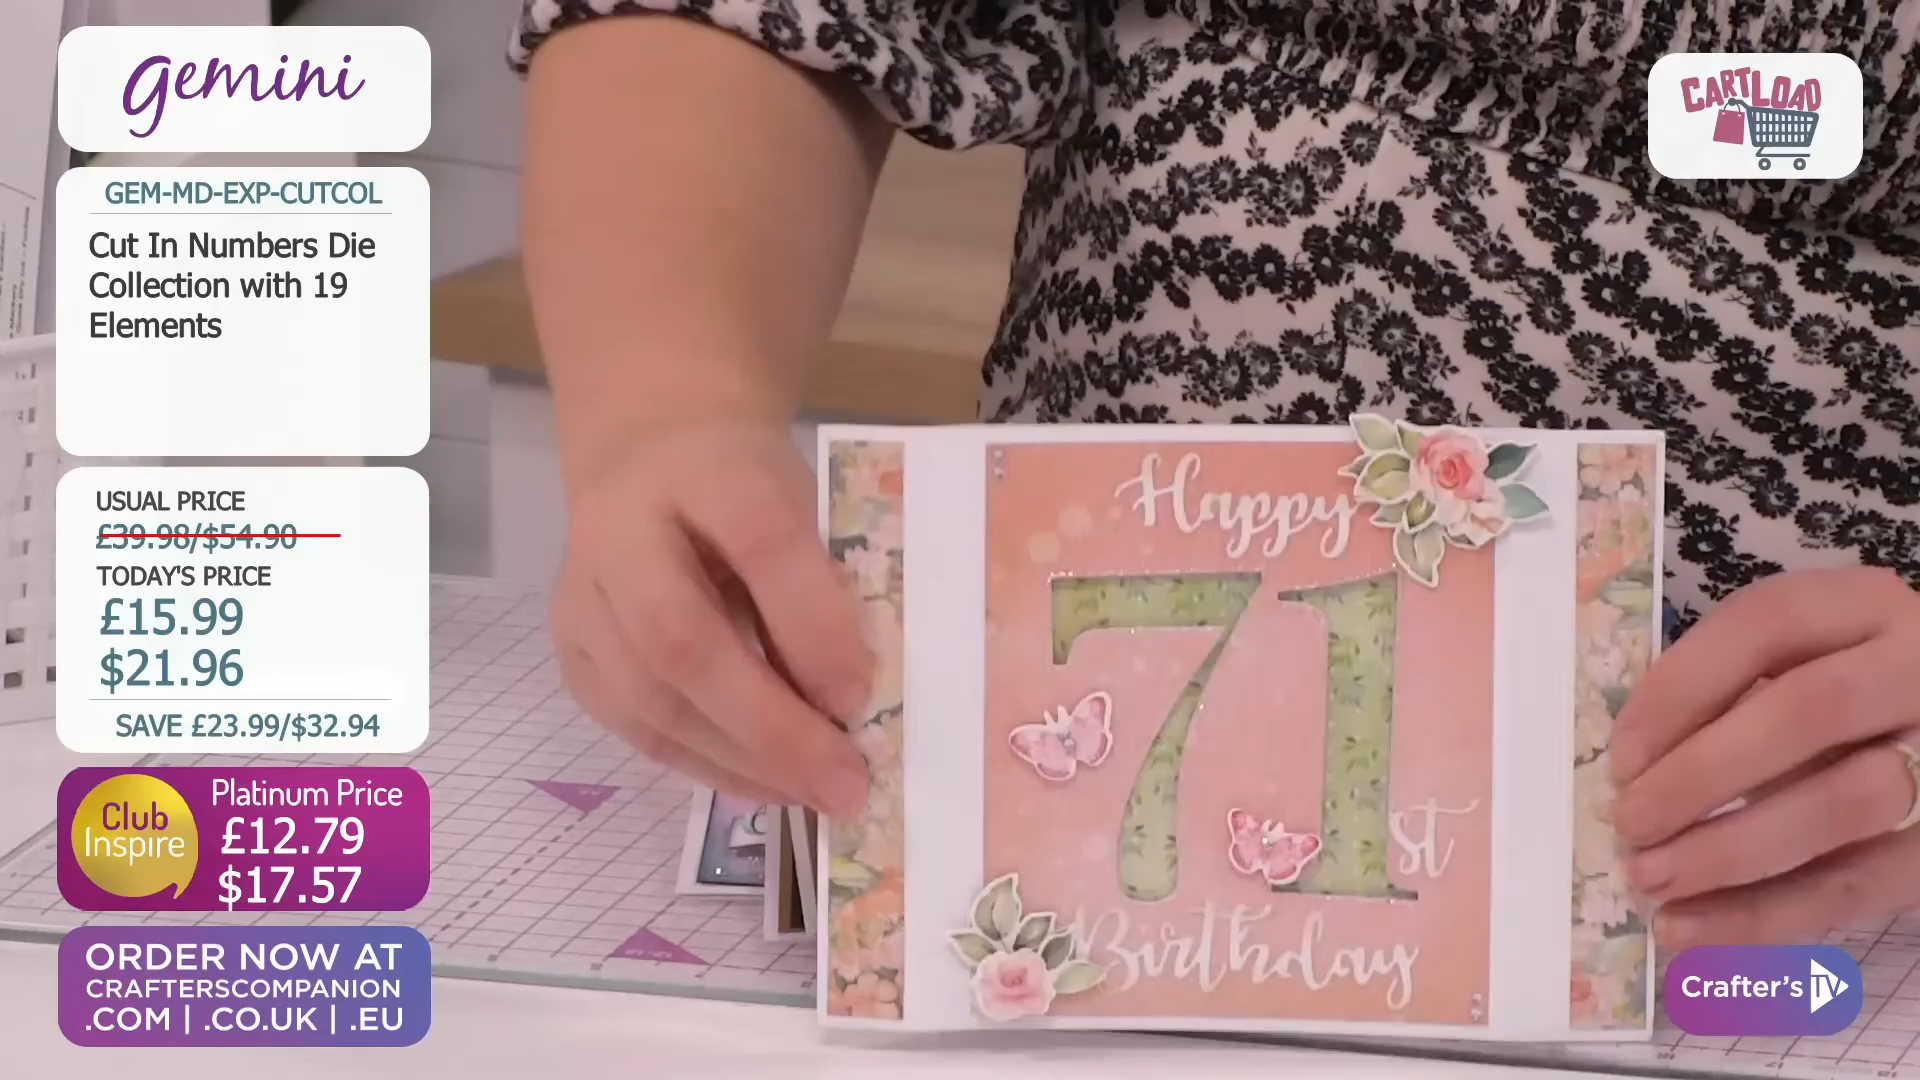 gemini
GEM-MD-EXP-CUTCOL
Cut In Numbers Die
Collection with 19
Elements
USUAL PRICE
£39.98/$54.90
TODAY'S PRICE
£15.99
$21.96
SAVE £23.99/$32.94
Club
Inspire
Platinum Price
£12.79
$17.57
ORDER NOW AT
CRAFTERSCOMPANION
.COM | .CO.UK | .EU
CARTLOAD
Happy
71
st
Birthday
Crafter's TV